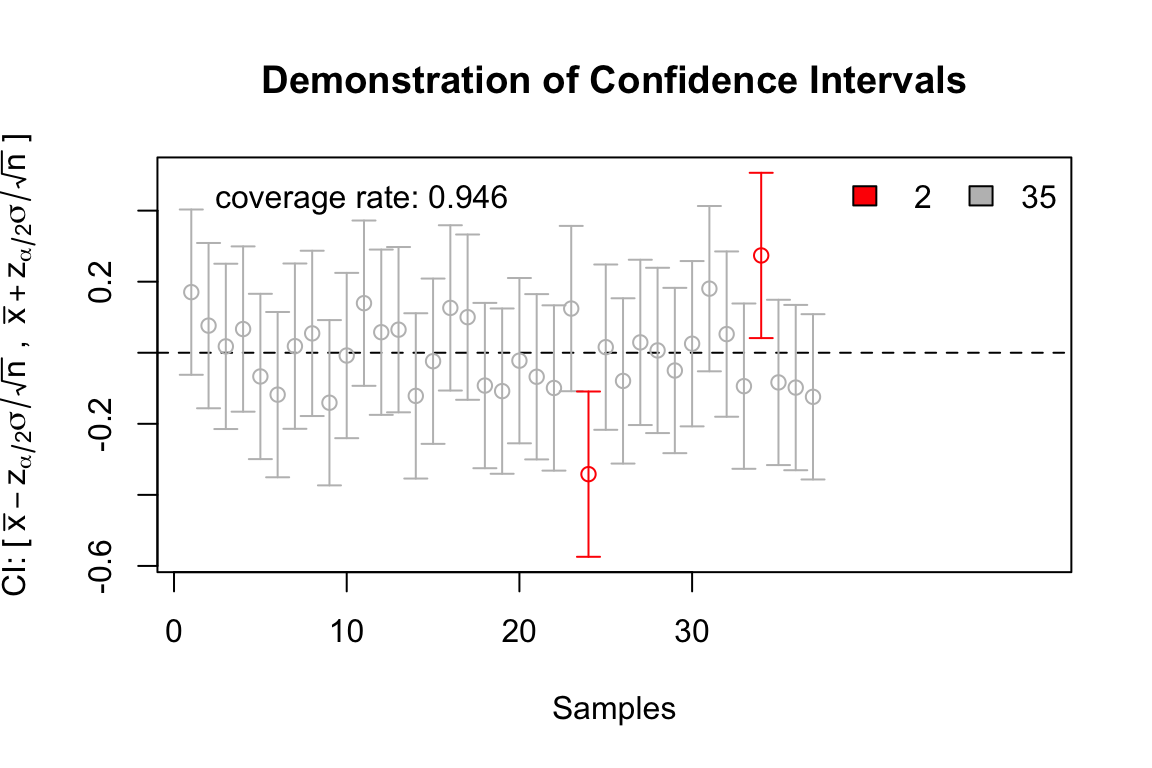 Demonstration of Confidence Intervals
coverage rate: 0.946
2
35
CI: [ x̅ − zα/2σ/√n , x̅ + zα/2σ/√n ]
0.2
-0.2
-0.6
0 10 20 30
Samples